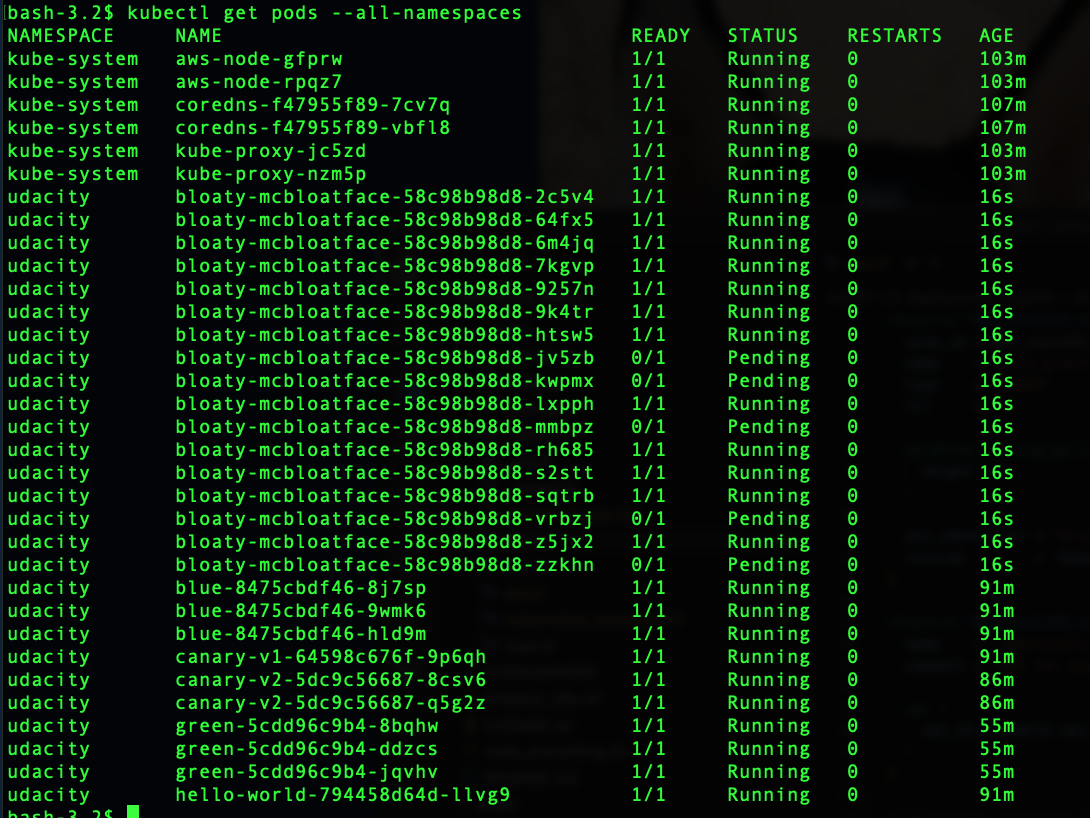 bash-3.2$ kubectl get pods --all-namespaces
NAMESPACE NAME READY STATUS RESTARTS AGE
kube-system aws-node-gfprw 1/1 Running 0 103m
kube-system aws-node-rpqz7 1/1 Running 0 103m
kube-system coredns-f47955f89-7cv7q 1/1 Running 0 107m
kube-system coredns-f47955f89-vbfl8 1/1 Running 0 107m
kube-system kube-proxy-jc5zd 1/1 Running 0 103m
kube-system kube-proxy-nzm5p 1/1 Running 0 103m
udacity bloaty-mcbloatface-58c98b98d8-2c5v4 1/1 Running 0 16s
udacity bloaty-mcbloatface-58c98b98d8-64fx5 1/1 Running 0 16s
udacity bloaty-mcbloatface-58c98b98d8-6m4jq 1/1 Running 0 16s
udacity bloaty-mcbloatface-58c98b98d8-7kgvp 1/1 Running 0 16s
udacity bloaty-mcbloatface-58c98b98d8-9257n 1/1 Running 0 16s
udacity bloaty-mcbloatface-58c98b98d8-9k4tr 1/1 Running 0 16s
udacity bloaty-mcbloatface-58c98b98d8-htsw5 1/1 Running 0 16s
udacity bloaty-mcbloatface-58c98b98d8-jv5zb 0/1 Pending 0 16s
udacity bloaty-mcbloatface-58c98b98d8-kwpmx 0/1 Pending 0 16s
udacity bloaty-mcbloatface-58c98b98d8-lxpph 1/1 Running 0 16s
udacity bloaty-mcbloatface-58c98b98d8-mmbpz 0/1 Pending 0 16s
udacity bloaty-mcbloatface-58c98b98d8-rh685 1/1 Running 0 16s
udacity bloaty-mcbloatface-58c98b98d8-s2stt 1/1 Running 0 16s
udacity bloaty-mcbloatface-58c98b98d8-sqtrb 1/1 Running 0 16s
udacity bloaty-mcbloatface-58c98b98d8-vrbzj 0/1 Pending 0 16s
udacity bloaty-mcbloatface-58c98b98d8-z5jx2 1/1 Running 0 16s
udacity bloaty-mcbloatface-58c98b98d8-zzkhn 0/1 Pending 0 16s
udacity blue-8475cbdf46-8j7sp 1/1 Running 0 91m
udacity blue-8475cbdf46-9wmk6 1/1 Running 0 91m
udacity blue-8475cbdf46-hld9m 1/1 Running 0 91m
udacity canary-v1-64598c676f-9p6qh 1/1 Running 0 91m
udacity canary-v2-5dc9c56687-8csv6 1/1 Running 0 86m
udacity canary-v2-5dc9c56687-q5g2z 1/1 Running 0 86m
udacity green-5cdd96c9b4-8bqhw 1/1 Running 0 55m
udacity green-5cdd96c9b4-ddzcs 1/1 Running 0 55m
udacity green-5cdd96c9b4-jqvhv 1/1 Running 0 55m
udacity hello-world-794458d64d-llvg9 1/1 Running 0 91m
bash-3.2$